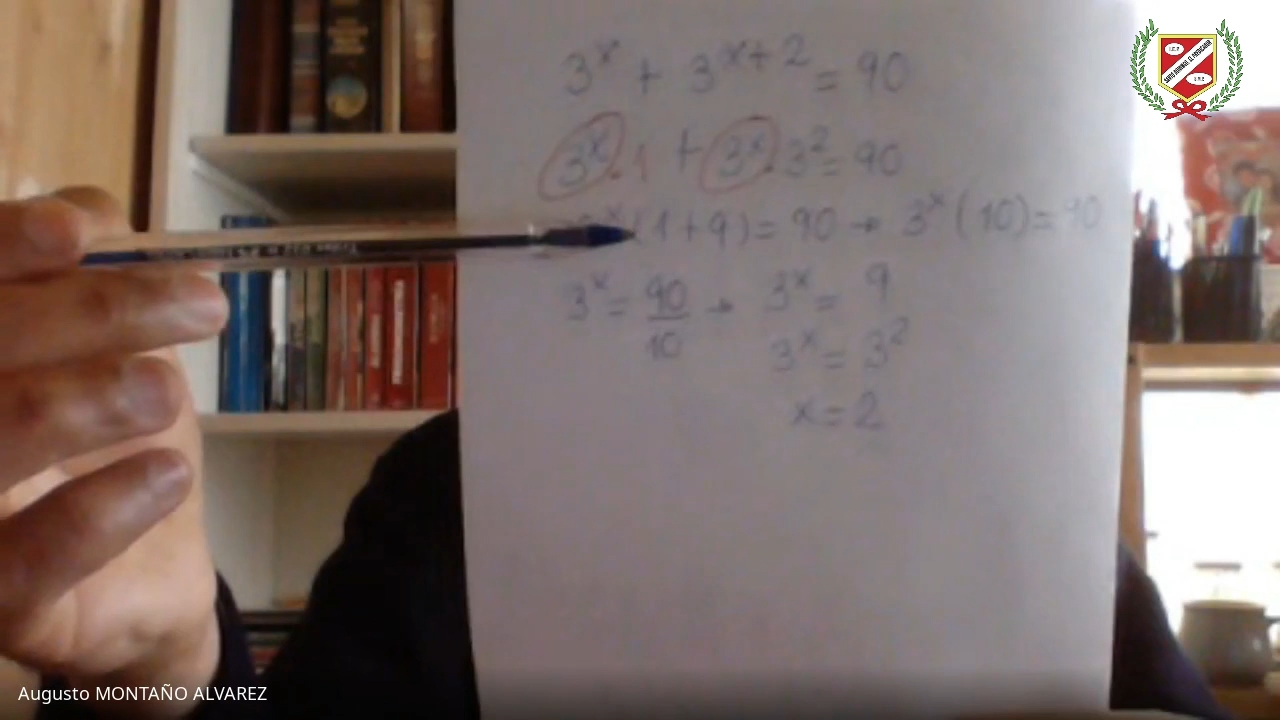 3^x + 3^{x+2} = 90
3^x . 1 + 3^x . 3^2 = 90
(1+9) = 90 → 3^x (10) = 90
3^x = 90/10 → 3^x = 9
3^x = 3^2
x = 2
Augusto MONTAÑO ALVAREZ